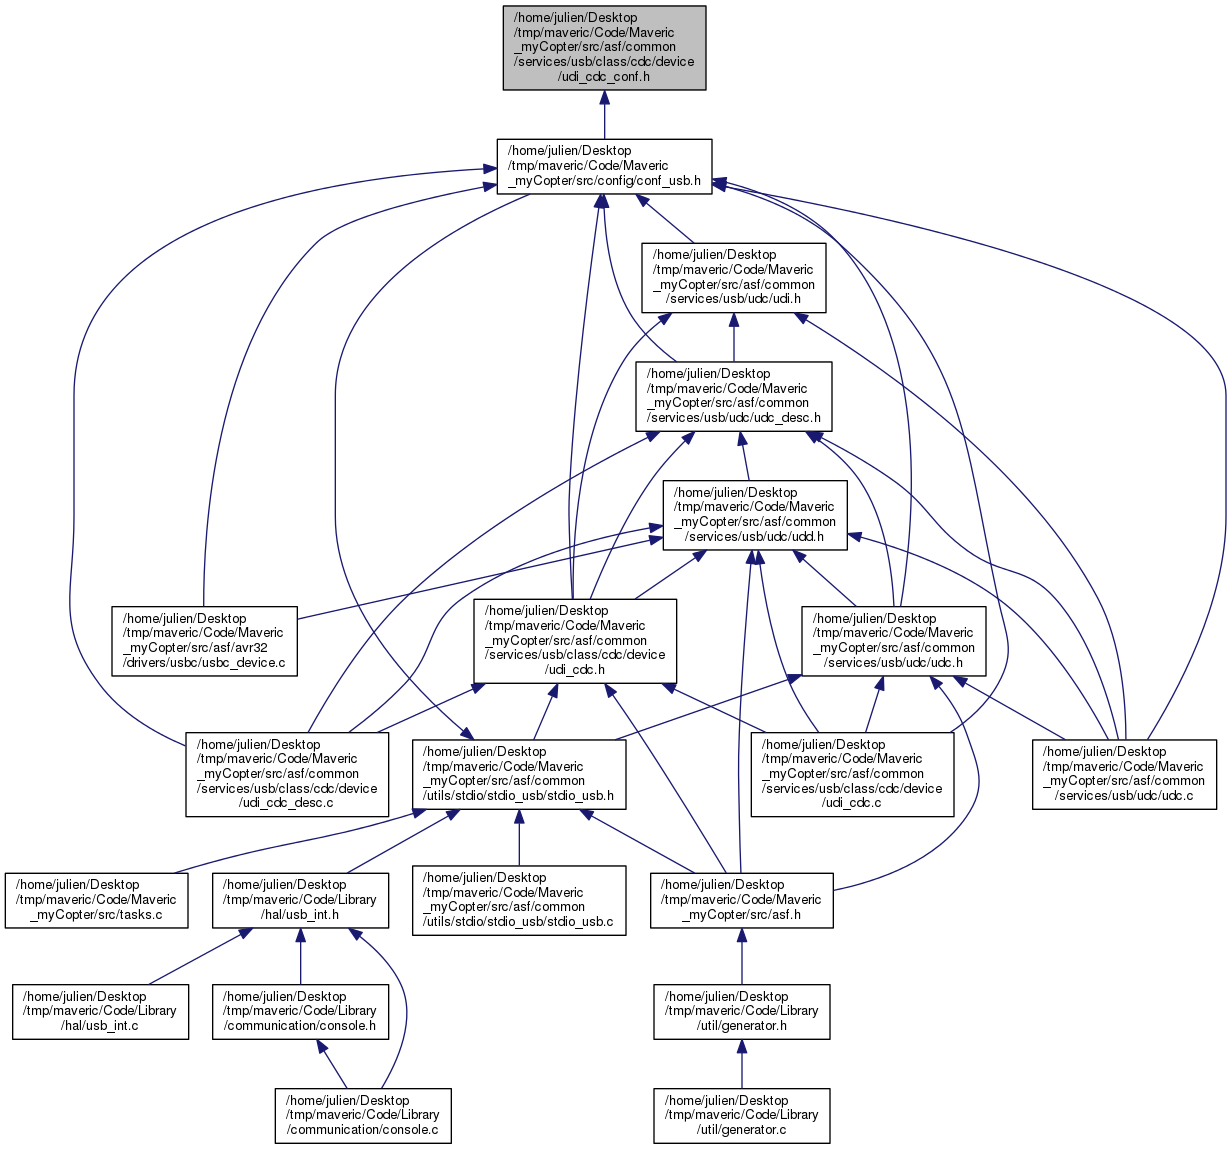 /home/julien/Desktop
/tmp/maveric/Code/Maveric
_myCopter/src/asf/common
/services/usb/class/cdc/device
/udi_cdc_conf.h
/home/julien/Desktop
/tmp/maveric/Code/Maveric
_myCopter/src/config/conf_usb.h
/home/julien/Desktop
/tmp/maveric/Code/Maveric
_myCopter/src/asf/common
/services/usb/udc/udi.h
/home/julien/Desktop
/tmp/maveric/Code/Maveric
_myCopter/src/asf/common
/services/usb/udc/udc_desc.h
/home/julien/Desktop
/tmp/maveric/Code/Maveric
_myCopter/src/asf/common
/services/usb/udc/udd.h
/home/julien/Desktop
/tmp/maveric/Code/Maveric
_myCopter/src/asf/avr32
/drivers/usbc/usbc_device.c
/home/julien/Desktop
/tmp/maveric/Code/Maveric
_myCopter/src/asf/common
/services/usb/class/cdc/device
/udi_cdc.h
/home/julien/Desktop
/tmp/maveric/Code/Maveric
_myCopter/src/asf/common
/services/usb/udc/udc.h
/home/julien/Desktop
/tmp/maveric/Code/Maveric
_myCopter/src/asf/common
/services/usb/class/cdc/device
/udi_cdc_desc.c
/home/julien/Desktop
/tmp/maveric/Code/Maveric
_myCopter/src/asf/common
/utils/stdio/stdio_usb/stdio_usb.h
/home/julien/Desktop
/tmp/maveric/Code/Maveric
_myCopter/src/asf/common
/services/usb/class/cdc/device
/udi_cdc.c
/home/julien/Desktop
/tmp/maveric/Code/Maveric
_myCopter/src/asf/common
/services/usb/udc/udc.c
/home/julien/Desktop
/tmp/maveric/Code/Maveric
_myCopter/src/tasks.c
/home/julien/Desktop
/tmp/maveric/Code/Library
/hal/usb_int.h
/home/julien/Desktop
/tmp/maveric/Code/Maveric
_myCopter/src/asf/common
/utils/stdio/stdio_usb/stdio_usb.c
/home/julien/Desktop
/tmp/maveric/Code/Maveric
_myCopter/src/asf.h
/home/julien/Desktop
/tmp/maveric/Code/Library
/hal/usb_int.c
/home/julien/Desktop
/tmp/maveric/Code/Library
/communication/console.h
/home/julien/Desktop
/tmp/maveric/Code/Library
/util/generator.h
/home/julien/Desktop
/tmp/maveric/Code/Library
/communication/console.c
/home/julien/Desktop
/tmp/maveric/Code/Library
/util/generator.c